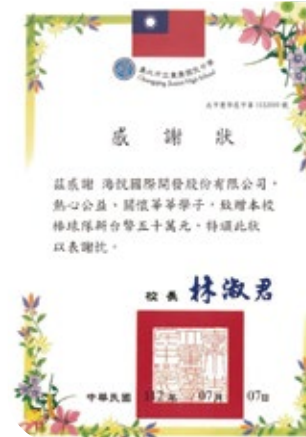 感謝狀
茲感謝 海悅國際開發股份有限公司,
熱心公益、關懷莘莘學子,致贈本校
棒球隊新台幣五十萬元,特頒此狀
以表謝忱。
校長 林淑君
中華民國 112 年 07月 07日